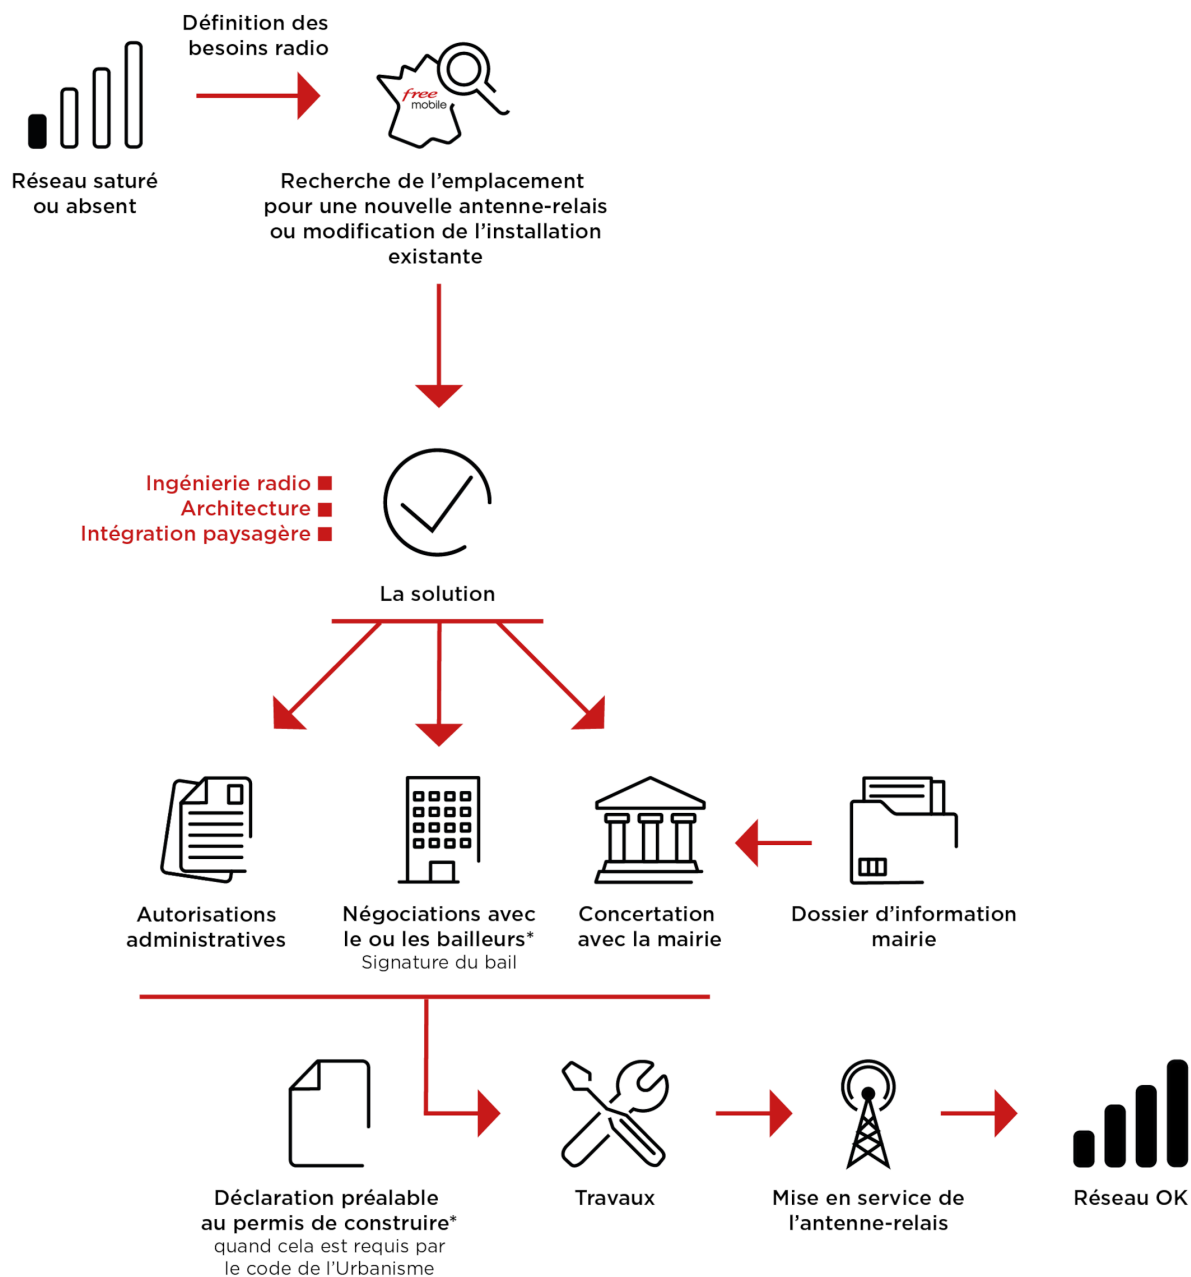 Définition des
besoins radio
free
mobile
Réseau saturé
ou absent
Recherche de l’emplacement
pour une nouvelle antenne-relais
ou modification de l’installation
existante
Ingénierie radio
Architecture
Intégration paysagère
La solution
Autorisations
administratives
Négociations avec
le ou les bailleurs*
Signature du bail
Concertation
avec la mairie
Dossier d’information
mairie
Déclaration préalable
au permis de construire*
quand cela est requis par
le code de l’Urbanisme
Travaux
Mise en service de
l’antenne-relais
Réseau OK